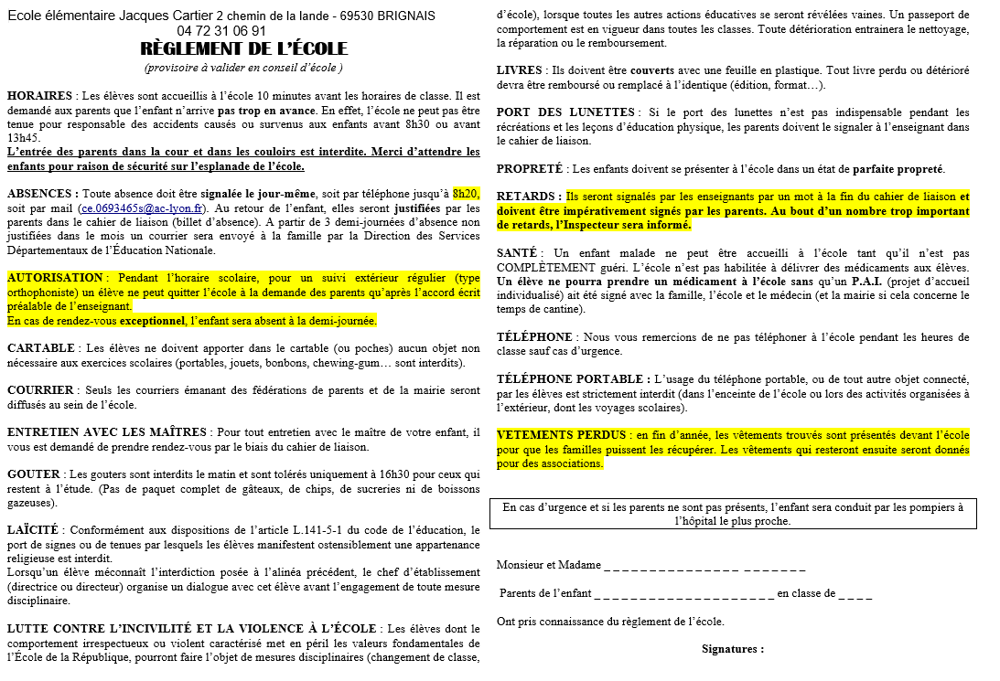 Ecole élémentaire Jacques Cartier 2 chemin de la lande - 69530 BRIGNAIS
04 72 31 06 91
RÈGLEMENT DE L'ÉCOLE
(provisoire à valider en conseil d'école )
HORAIRES : Les élèves sont accueillis à l'école 10 minutes avant les horaires de classe. Il est
demandé aux parents que l'enfant n'arrive pas trop en avance. En effet, l'école ne peut pas être
tenue pour responsable des accidents causés ou survenus aux enfants avant 8h30 ou avant
13h45.
L'entrée des parents dans la cour et dans les couloirs est interdite. Merci d'attendre les
enfants pour raison de sécurité sur l'esplanade de l'école.
ABSENCES : Toute absence doit être signalée le jour-même, soit par téléphone jusqu'à 8h20,
soit par mail (ce.0693465s@ac-lyon.fr). Au retour de l'enfant, elles seront justifiées par les
parents dans le cahier de liaison (billet d'absence). A partir de 3 demi-journées d'absence non
justifiées dans le mois un courrier sera envoyé à la famille par la Direction des Services
Départementaux de l'Éducation Nationale.
AUTORISATION : Pendant l'horaire scolaire, pour un suivi extérieur régulier (type
orthophoniste) un élève ne peut quitter l'école à la demande des parents qu'après l'accord écrit
préalable de l'enseignant.
En cas de rendez-vous exceptionnel, l'enfant sera absent à la demi-journée.
CARTABLE : Les élèves ne doivent apporter dans le cartable (ou poches) aucun objet non
nécessaire aux exercices scolaires (portables, jouets, bonbons, chewing-gum… sont interdits).
COURRIER : Seuls les courriers émanant des fédérations de parents et de la mairie seront
diffusés au sein de l'école.
ENTRETIEN AVEC LES MAÎTRES : Pour tout entretien avec le maître de votre enfant, il
vous est demandé de prendre rendez-vous par le biais du cahier de liaison.
GOUTER : Les gouters sont interdits le matin et sont tolérés uniquement à 16h30 pour ceux qui
restent à l'étude. (Pas de paquet complet de gâteaux, de chips, de sucreries ni de boissons
gazeuses).
LAÏCITÉ : Conformément aux dispositions de l'article L.141-5-1 du code de l'éducation, le
port de signes ou de tenues par lesquels les élèves manifestent ostensiblement une appartenance
religieuse est interdit.
Lorsqu'un élève méconnaît l'interdiction posée à l'alinéa précédent, le chef d'établissement
(directrice ou directeur) organise un dialogue avec cet élève avant l'engagement de toute mesure
disciplinaire.
LUTTE CONTRE L'INCIVILITÉ ET LA VIOLENCE À L'ÉCOLE : Les élèves dont le
comportement irrespectueux ou violent caractérisé met en péril les valeurs fondamentales de
l'École de la République, pourront faire l'objet de mesures disciplinaires (changement de classe,
d'école), lorsque toutes les autres actions éducatives se seront révélées vaines. Un passeport de
comportement est en vigueur dans toutes les classes. Toute détérioration entrainera le nettoyage,
la réparation ou le remboursement.
LIVRES : Ils doivent être couverts avec une feuille en plastique. Tout livre perdu ou détérioré
devra être remboursé ou remplacé à l'identique (édition, format…).
PORT DES LUNETTES : Si le port des lunettes n'est pas indispensable pendant les
récréations et les leçons d'éducation physique, les parents doivent le signaler à l'enseignant dans
le cahier de liaison.
PROPRETÉ : Les enfants doivent se présenter à l'école dans un état de parfaite propreté.
RETARDS : Ils seront signalés par les enseignants par un mot à la fin du cahier de liaison et
doivent être impérativement signés par les parents. Au bout d'un nombre trop important
de retards, l'Inspecteur sera informé.
SANTÉ : Un enfant malade ne peut être accueilli à l'école tant qu'il n'est pas
COMPLÈTEMENT guéri. L'école n'est pas habilitée à délivrer des médicaments aux élèves.
Un élève ne pourra prendre un médicament à l'école sans qu'un P.A.I. (projet d'accueil
individualisé) ait été signé avec la famille, l'école et le médecin (et la mairie si cela concerne le
temps de cantine).
TÉLÉPHONE : Nous vous remercions de ne pas téléphoner à l'école pendant les heures de
classe sauf cas d'urgence.
TÉLÉPHONE PORTABLE : L'usage du téléphone portable, ou de tout autre objet connecté,
par les élèves est strictement interdit (dans l'enceinte de l'école ou lors des activités organisées à
l'extérieur, dont les voyages scolaires).
VETEMENTS PERDUS : en fin d'année, les vêtements trouvés sont présentés devant l'école
pour que les familles puissent les récupérer. Les vêtements qui resteront ensuite seront donnés
pour des associations.
En cas d'urgence et si les parents ne sont pas présents, l'enfant sera conduit par les pompiers à
l'hôpital le plus proche.
Monsieur et Madame _ _ _ _ _ _ _ _ _ _ _ _ _ _ _ _ _ _ _ _ _ _
Parents de l'enfant _ _ _ _ _ _ _ _ _ _ _ _ _ _ _ _ _ _ _ _ en classe de _ _ _ _
Ont pris connaissance du règlement de l'école.
Signatures :